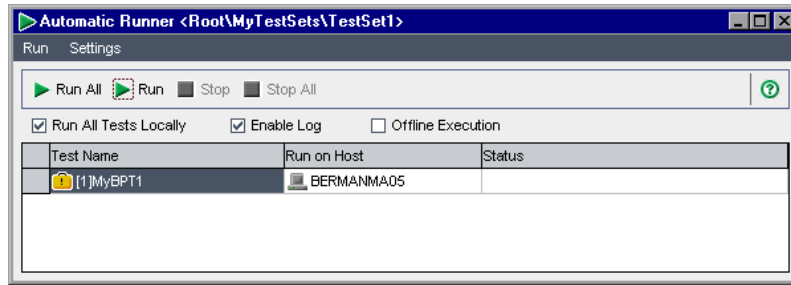 Automatic Runner <Root\MyTestSets\TestSet1>
Run Settings
Run All Run Stop Stop All
Run All Tests Locally Enable Log Offline Execution
Test Name Run on Host Status
[1]MyBPT1 BERMANMA05